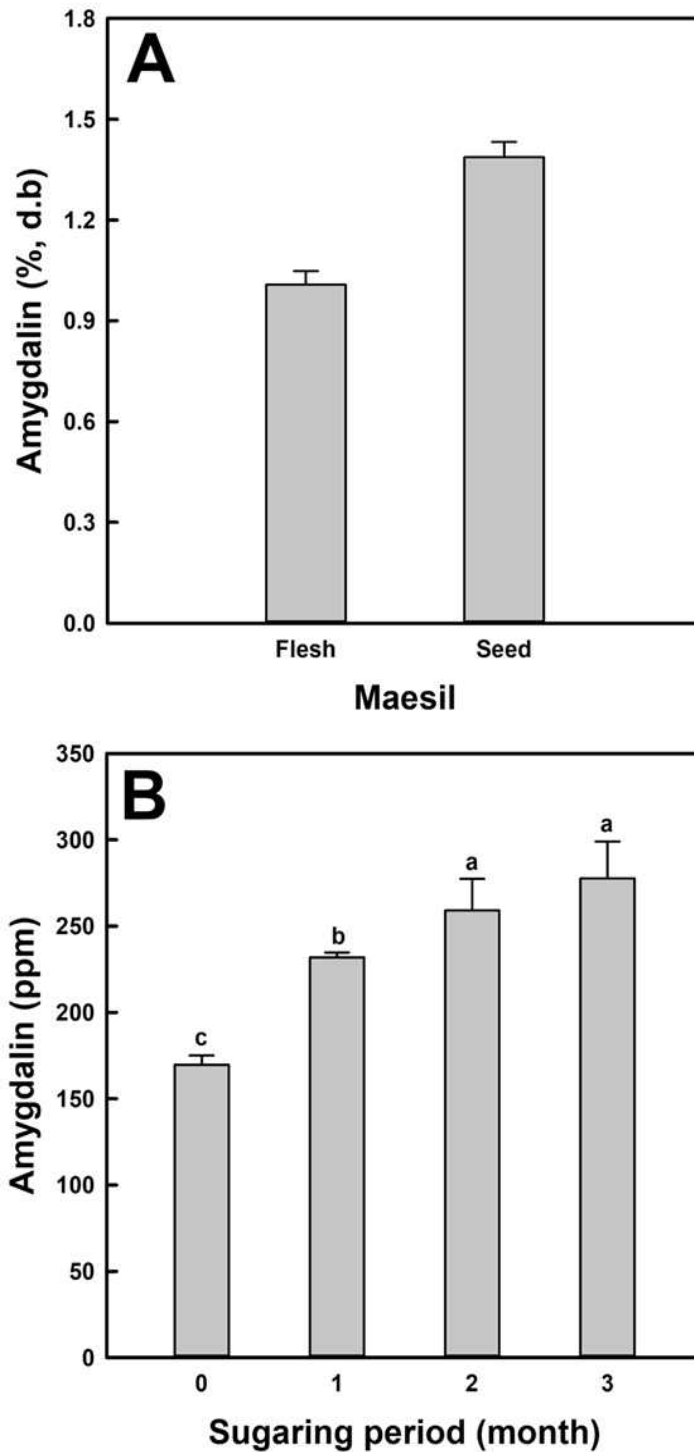 A
Amygdalin (%, d.b)
1.8
1.5
1.2
0.9
0.6
0.3
0.0
Flesh Seed
Maesil
B
Amygdalin (ppm)
350
300
250
200
150
100
50
0
c
b
a
a
0 1 2 3
Sugaring period (month)